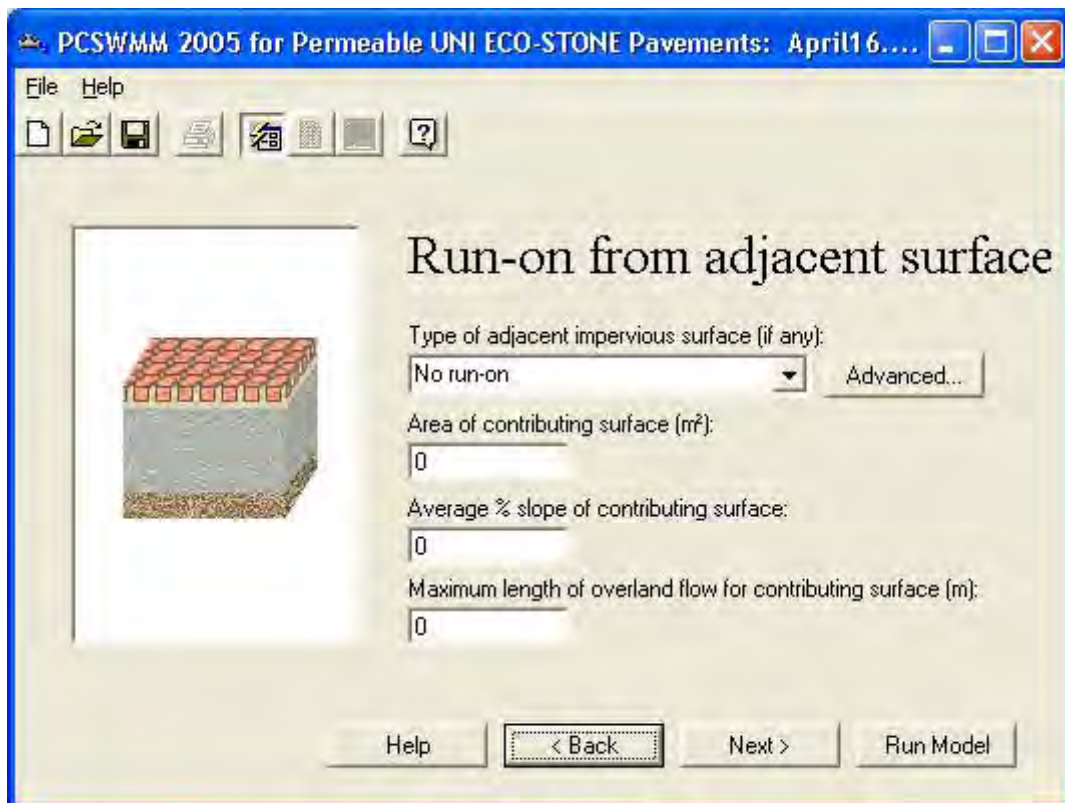 PCSWMM 2005 for Permeable UNI ECO-STONE Pavements: April16....
File Help
Run-on from adjacent surface
Type of adjacent impervious surface (if any):
No run-on
Advanced...
Area of contributing surface (m²):
0
Average % slope of contributing surface:
0
Maximum length of overland flow for contributing surface (m):
0
Help < Back Next > Run Model